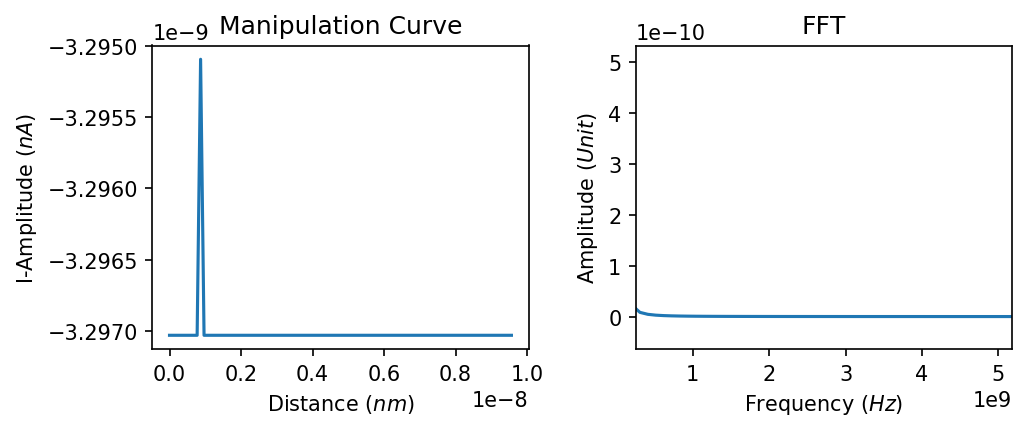 Manipulation Curve
1e−9
−3.2950
−3.2955
−3.2960
−3.2965
−3.2970
I-Amplitude (nA)
0.0 0.2 0.4 0.6 0.8 1.0
1e−8
Distance (nm)
FFT
1e−10
5
4
3
2
1
0
Amplitude (Unit)
1 2 3 4 5
1e9
Frequency (Hz)